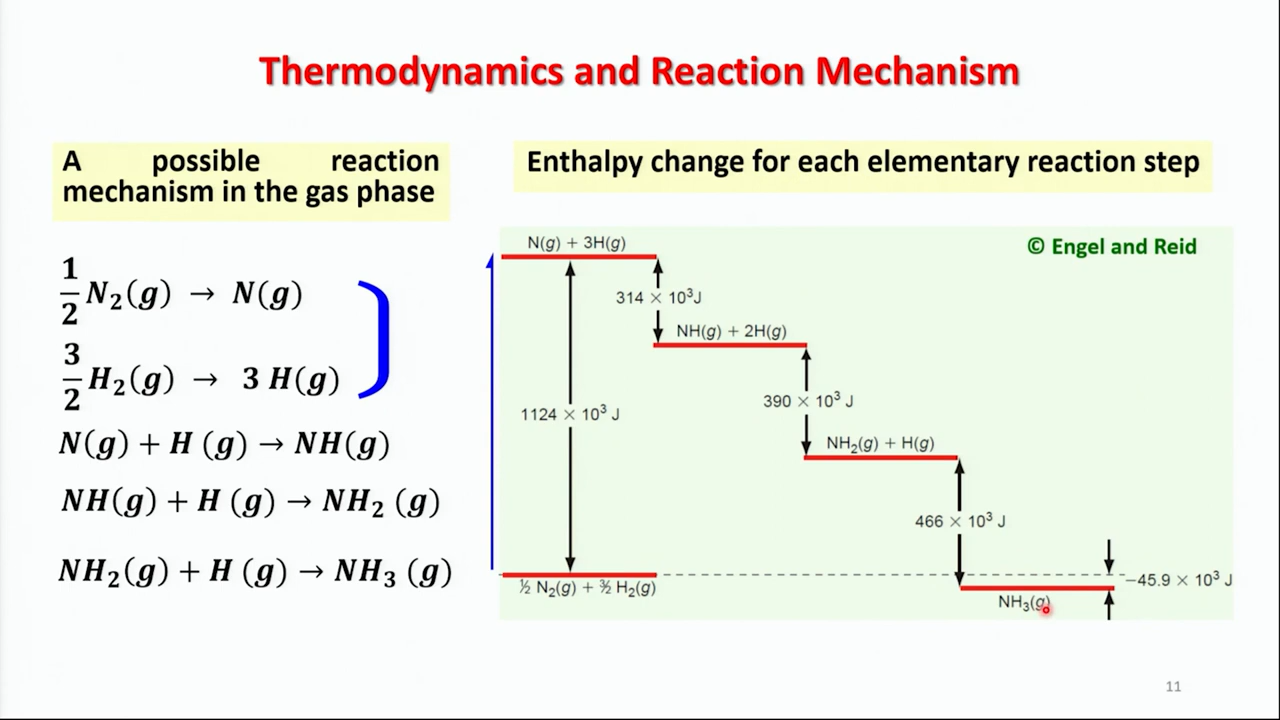 Thermodynamics and Reaction Mechanism
A possible reaction
mechanism in the gas phase
Enthalpy change for each elementary reaction step
1/2 N₂(g) → N(g)
3/2 H₂(g) → 3 H(g)
N(g) + H (g) → NH(g)
NH(g) + H (g) → NH₂ (g)
NH₂(g) + H (g) → NH₃ (g)
© Engel and Reid
N(g) + 3H(g)
314 × 10³J
NH(g) + 2H(g)
390 × 10³ J
1124 × 10³ J
NH₂(g) + H(g)
466 × 10³ J
−45.9 × 10³ J
½ N₂(g) + 3⁄2 H₂(g)
NH₃(g)
11